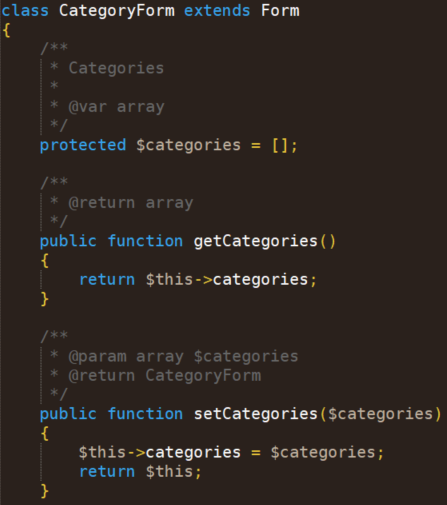 class CategoryForm extends Form
{
    /**
     * Categories
     *
     * @var array
     */
    protected $categories = [];

    /**
     * @return array
     */
    public function getCategories()
    {
        return $this->categories;
    }

    /**
     * @param array $categories
     * @return CategoryForm
     */
    public function setCategories($categories)
    {
        $this->categories = $categories;
        return $this;
    }